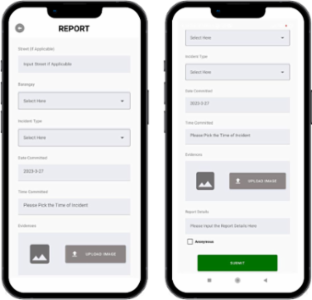 REPORT
Street (if Applicable)
Input Street if Applicable
Barangay
Select Here
Incident Type
Select Here
Date Committed
2023-5-27
Time Committed
Please Pick the Time of Incident
Evidences
UPLOAD IMAGE
Select Here
Incident Type
Select Here
Date Committed
2023-5-27
Time Committed
Please Pick the Time of Incident
Evidences
UPLOAD IMAGE
Report Details
Please Input the Report Details Here
Anonymous
SUBMIT